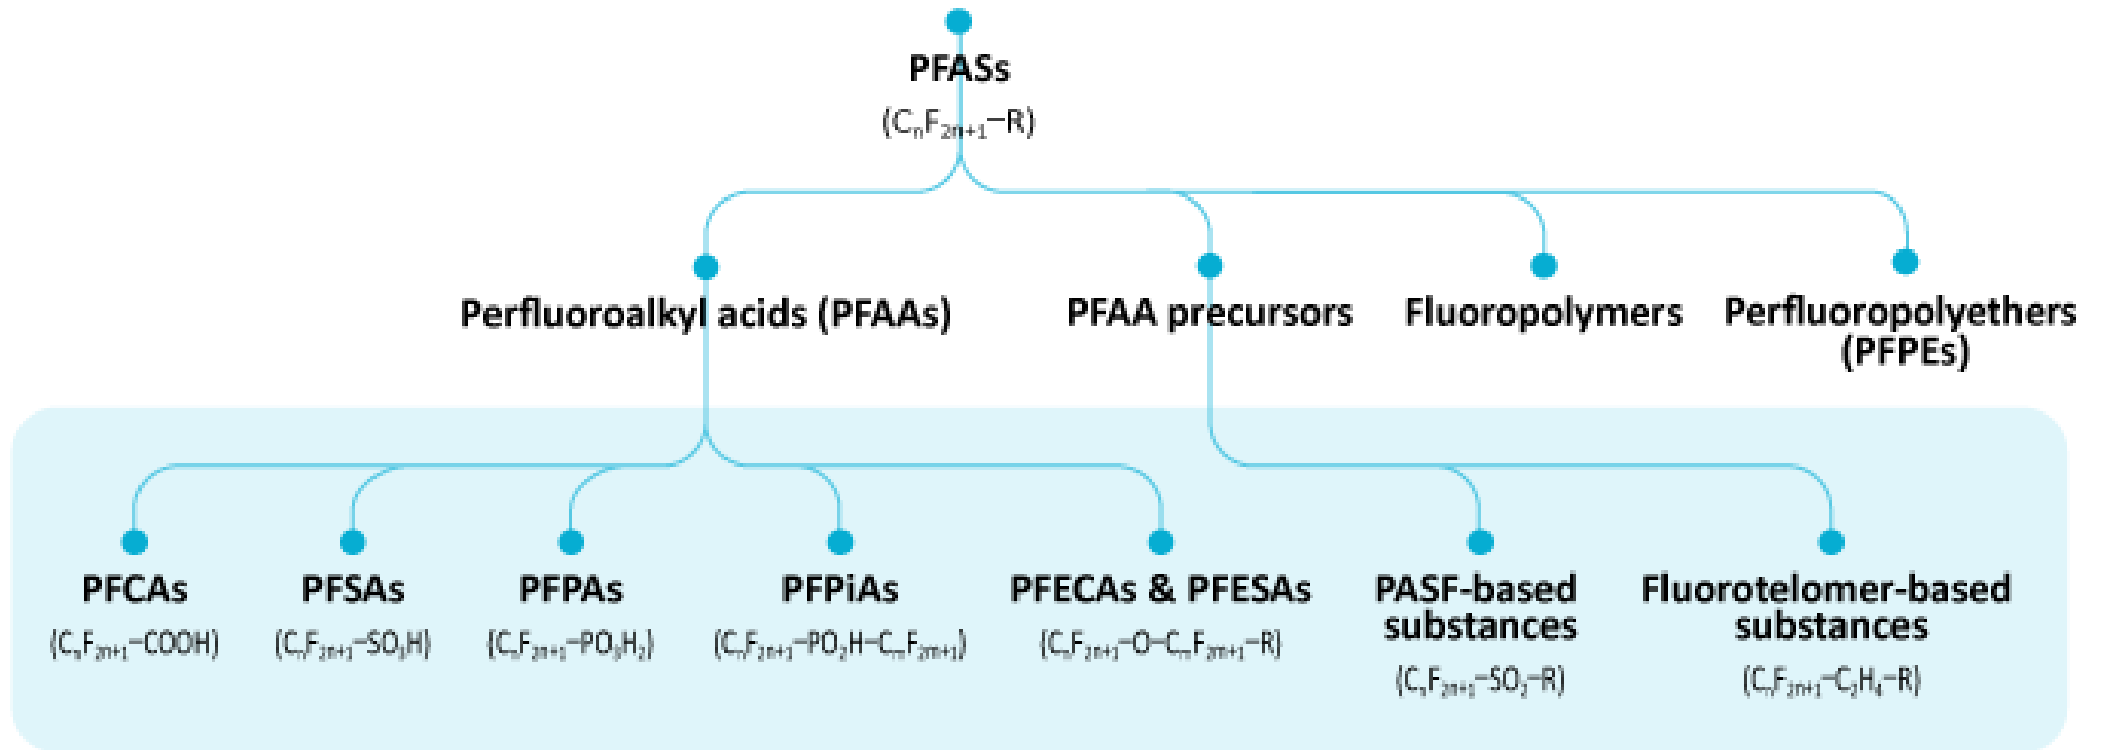 PFASs
(CₙF₂ₙ₊₁–R)
Perfluoroalkyl acids (PFAAs)
PFAA precursors
Fluoropolymers
Perfluoropolyethers
(PFPEs)
PFCAs
(CₙF₂ₙ₊₁–COOH)
PFSAs
(CₙF₂ₙ₊₁–SO₃H)
PFPAs
(CₙF₂ₙ₊₁–PO₃H₂)
PFPiAs
(CₙF₂ₙ₊₁–PO₂H–CₘF₂ₘ₊₁)
PFECAs & PFESAs
(CₙF₂ₙ₊₁–O–CₘF₂ₘ₊₁–R)
PASF-based
substances
(CₙF₂ₙ₊₁–SO₂–R)
Fluorotelomer-based
substances
(CₙF₂ₙ₊₁–C₂H₄–R)